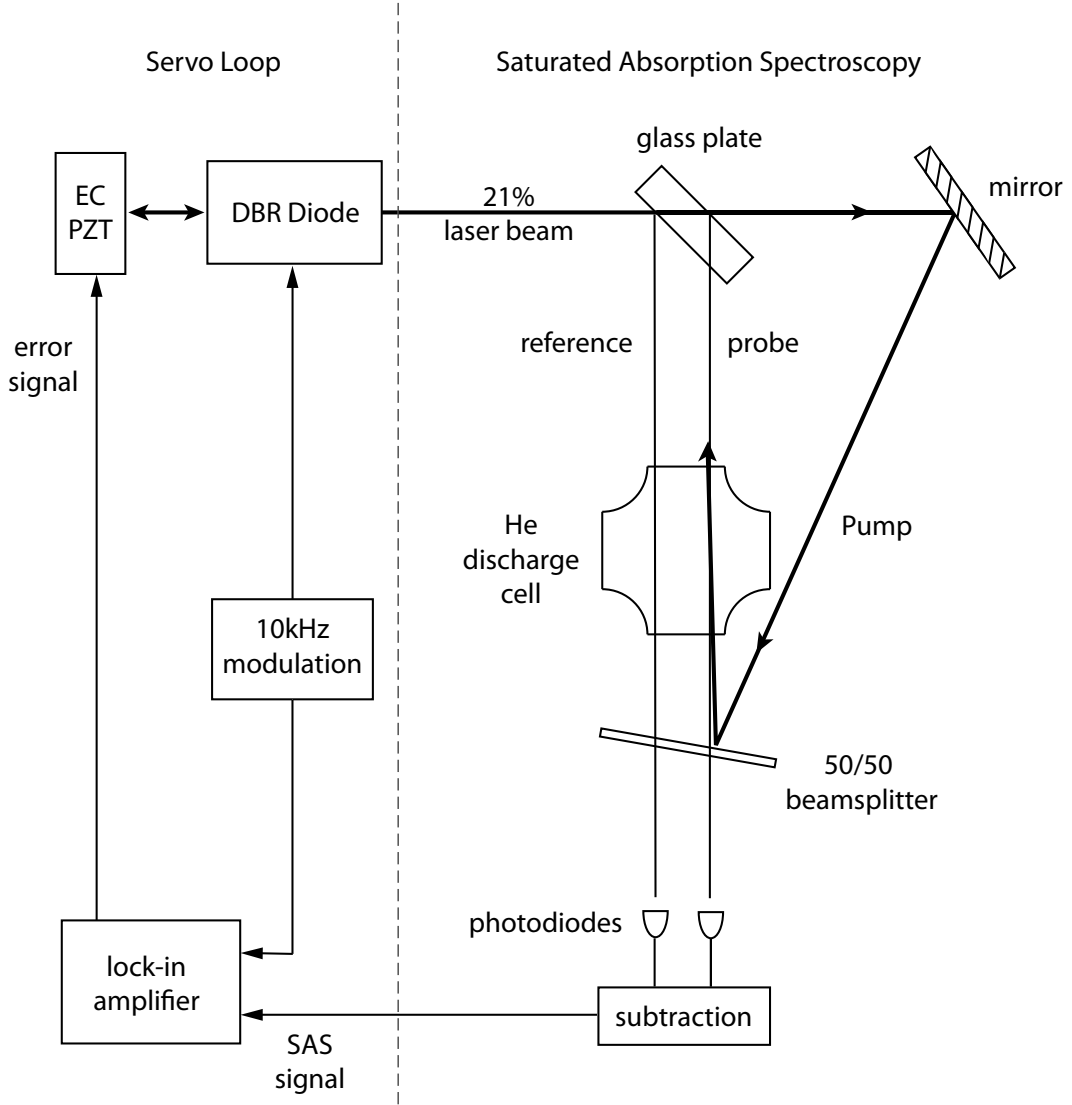 Servo Loop
Saturated Absorption Spectroscopy
glass plate
mirror
EC
PZT
DBR Diode
21%
laser beam
error
signal
reference
probe
He
discharge
cell
Pump
10kHz
modulation
50/50
beamsplitter
photodiodes
lock-in
amplifier
subtraction
SAS
signal